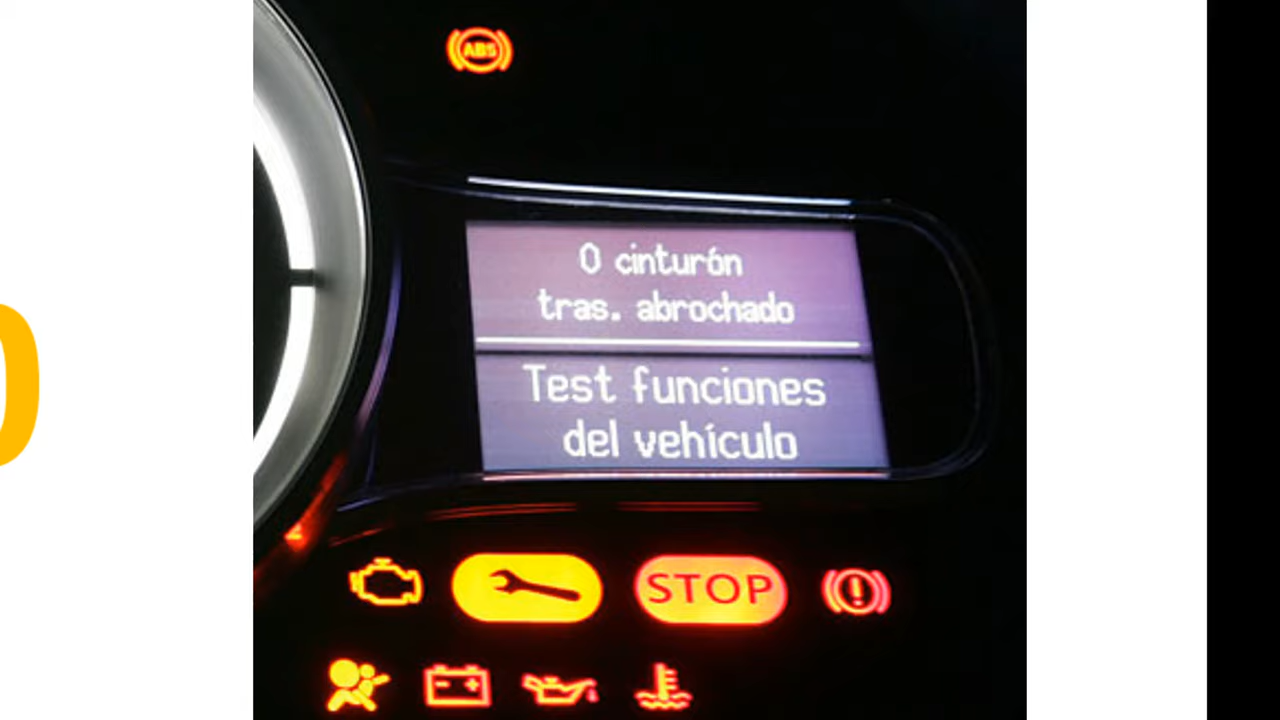 ABS
0 cinturón
tras. abrochado
Test funciones
del vehículo
STOP